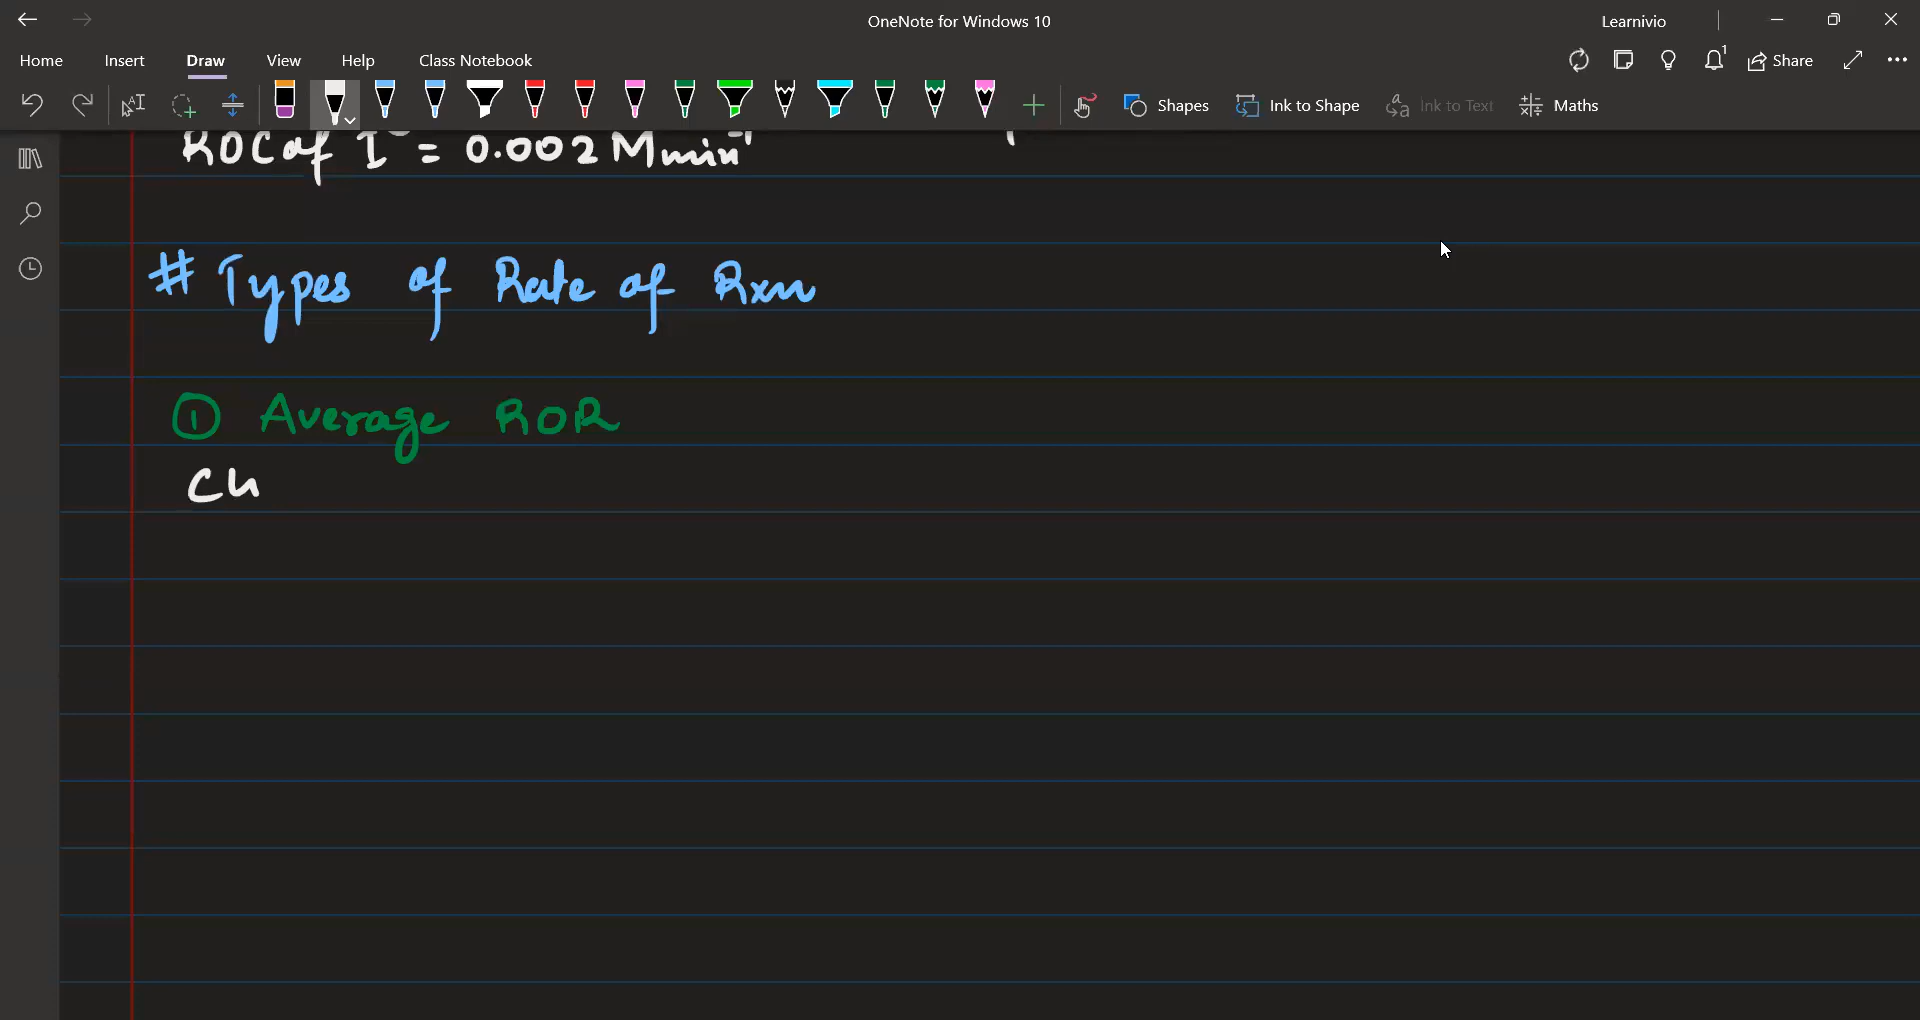 OneNote for Windows 10
Learnivio
Home Insert Draw View Help Class Notebook
1
Share
Shapes Ink to Shape Ink to Text Maths
ROC of I⁻ = 0.002 M min⁻¹
# Types of Rate of Rxn
① Average ROR
Ch